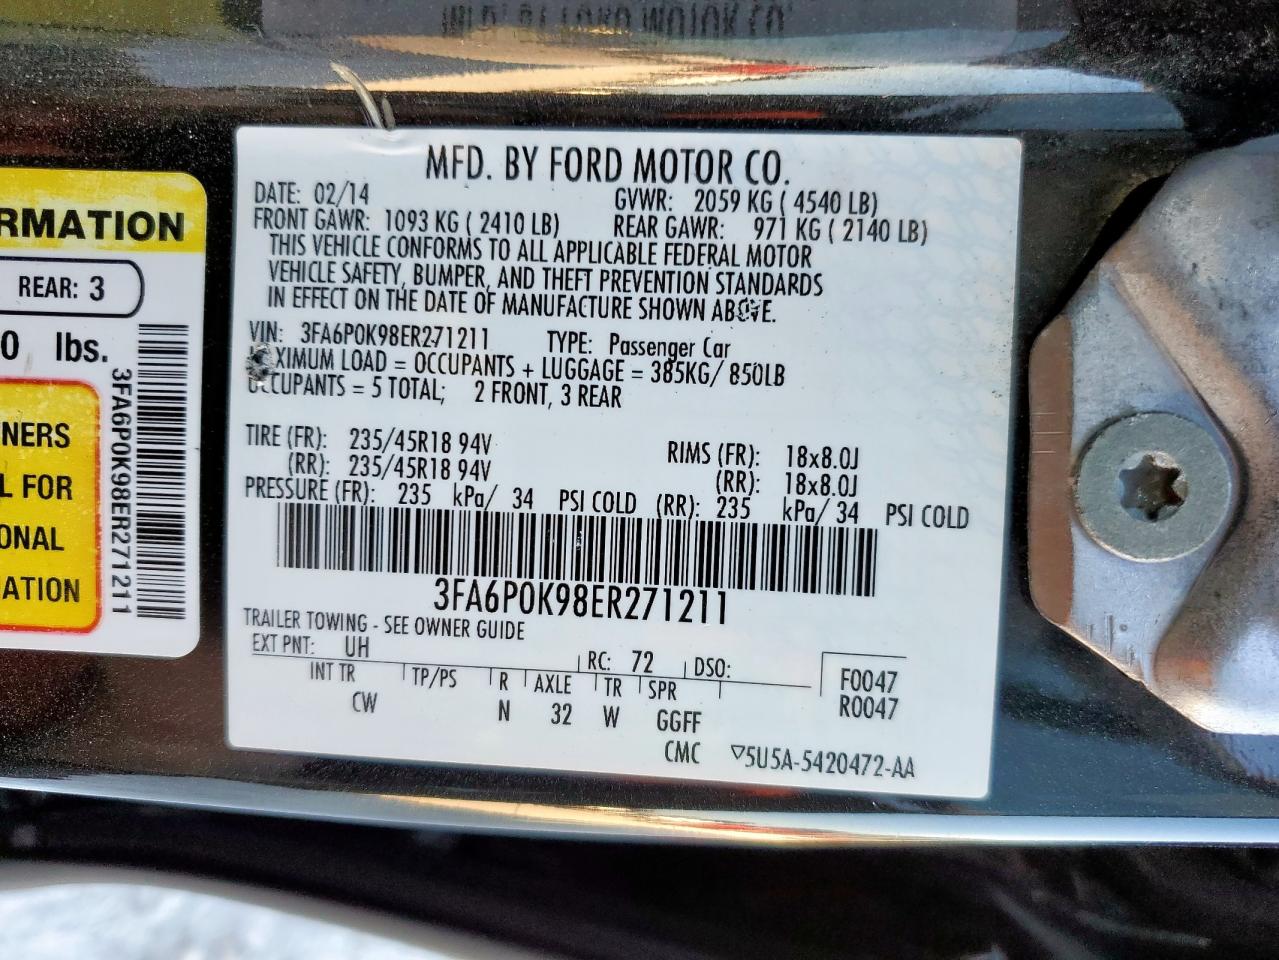 MFD. BY FORD MOTOR CO.
DATE: 02/14 GVWR: 2059 KG ( 4540 LB)
FRONT GAWR: 1093 KG ( 2410 LB) REAR GAWR: 971 KG ( 2140 LB)
THIS VEHICLE CONFORMS TO ALL APPLICABLE FEDERAL MOTOR
VEHICLE SAFETY, BUMPER, AND THEFT PREVENTION STANDARDS
IN EFFECT ON THE DATE OF MANUFACTURE SHOWN ABOVE.
VIN: 3FA6P0K98ER271211 TYPE: Passenger Car
MAXIMUM LOAD = OCCUPANTS + LUGGAGE = 385KG/ 850LB
OCCUPANTS = 5 TOTAL; 2 FRONT, 3 REAR
TIRE (FR): 235/45R18 94V RIMS (FR): 18x8.0J
(RR): 235/45R18 94V (RR): 18x8.0J
PRESSURE (FR): 235 kPa/ 34 PSI COLD (RR): 235 kPa/ 34 PSI COLD
3FA6P0K98ER271211
TRAILER TOWING - SEE OWNER GUIDE
EXT PNT: UH RC: 72 DSO:
INT TR TP/PS R AXLE TR SPR F0047
CW N 32 W GGFF R0047
CMC ▽5U5A-5420472-AA
RMATION
REAR: 3
0 lbs.
3FA6P0K98ER271211
NERS
L FOR
ONAL
ATION